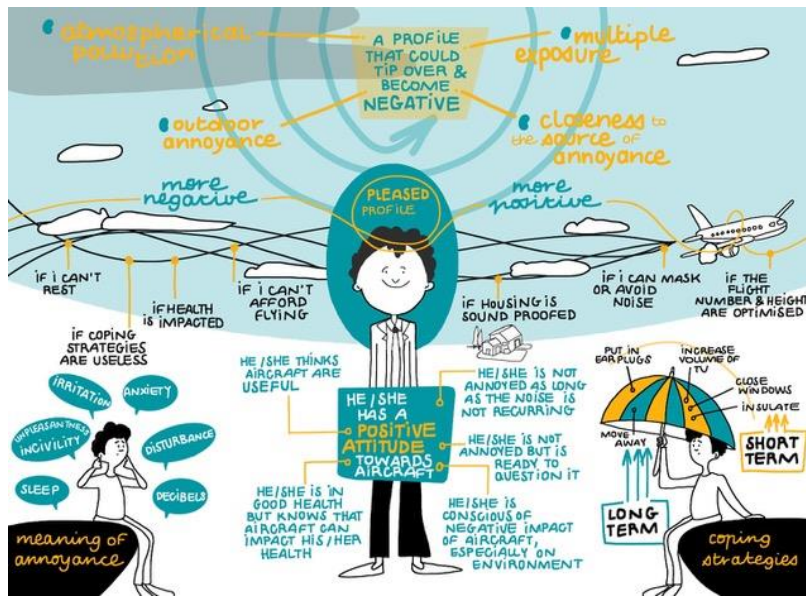 atmospherical
pollution
A PROFILE
THAT COULD
TIP OVER &
BECOME
NEGATIVE
multiple
exposure
outdoor
annoyance
closeness to
the source of
annoyance
more
negative
PLEASED
PROFILE
more
positive
IF I CAN'T
REST
IF COPING
STRATEGIES
ARE USELESS
IF HEALTH
IS IMPACTED
IF I CAN'T
AFFORD
FLYING
IF HOUSING IS
SOUND PROOFED
IF I CAN MASK
OR AVOID
NOISE
IF THE
FLIGHT
NUMBER & HEIGHT
ARE OPTIMISED
IRRITATION
ANXIETY
UNPLEASANTNESS
INCIVILITY
DISTURBANCE
SLEEP
DECIBELS
meaning of
annoyance
HE/SHE THINKS
AIRCRAFT ARE
USEFUL
HE/SHE IS IN
GOOD HEALTH
BUT KNOWS THAT
AIRCRAFT CAN
IMPACT HIS/HER
HEALTH
HE/SHE
HAS A
POSITIVE
ATTITUDE
TOWARDS
AIRCRAFT
HE/SHE IS NOT
ANNOYED AS LONG
AS THE NOISE IS
NOT RECURRING
HE/SHE IS NOT
ANNOYED BUT IS
READY TO
QUESTION IT
HE/SHE IS
CONSCIOUS OF
NEGATIVE IMPACT
OF AIRCRAFT,
ESPECIALLY ON
ENVIRONMENT
PUT IN
EARPLUGS
INCREASE
VOLUME OF
TV
CLOSE
WINDOWS
INSULATE
MOVE
AWAY
SHORT
TERM
LONG
TERM
coping
strategies